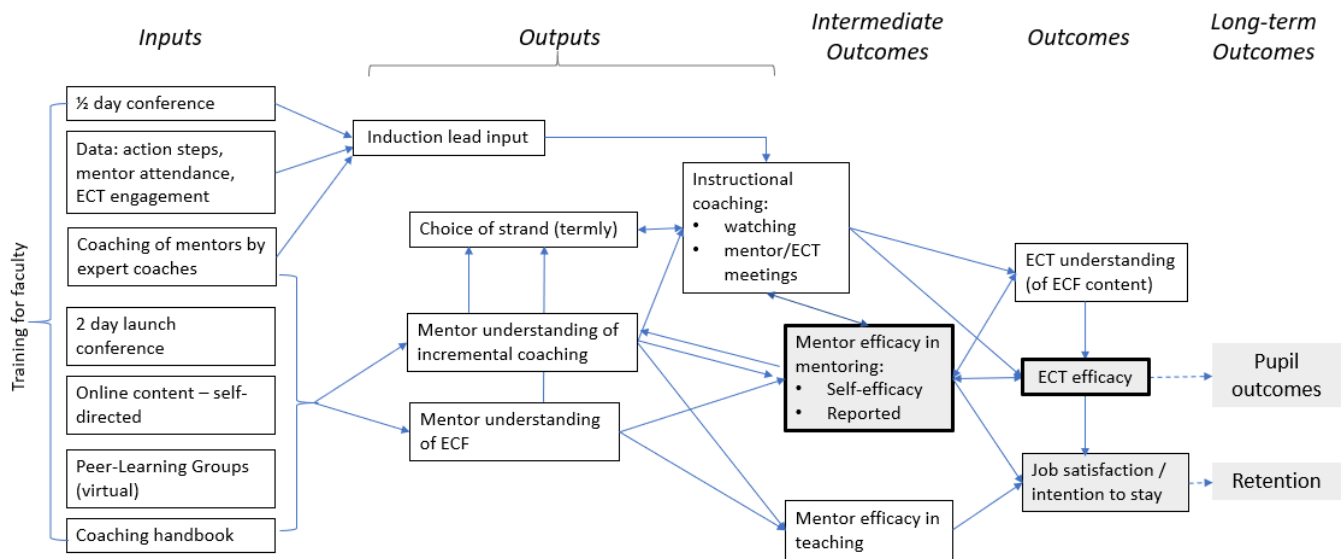 Inputs
Outputs
Intermediate
Outcomes
Outcomes
Long-term
Outcomes
Training for faculty
½ day conference
Data: action steps,
mentor attendance,
ECT engagement
Coaching of mentors by
expert coaches
2 day launch
conference
Online content – self-
directed
Peer-Learning Groups
(virtual)
Coaching handbook
Induction lead input
Choice of strand (termly)
Mentor understanding of
incremental coaching
Mentor understanding
of ECF
Instructional
coaching:
• watching
• mentor/ECT
meetings
Mentor efficacy in
mentoring:
• Self-efficacy
• Reported
Mentor efficacy in
teaching
ECT understanding
(of ECF content)
ECT efficacy
Job satisfaction /
intention to stay
Pupil
outcomes
Retention